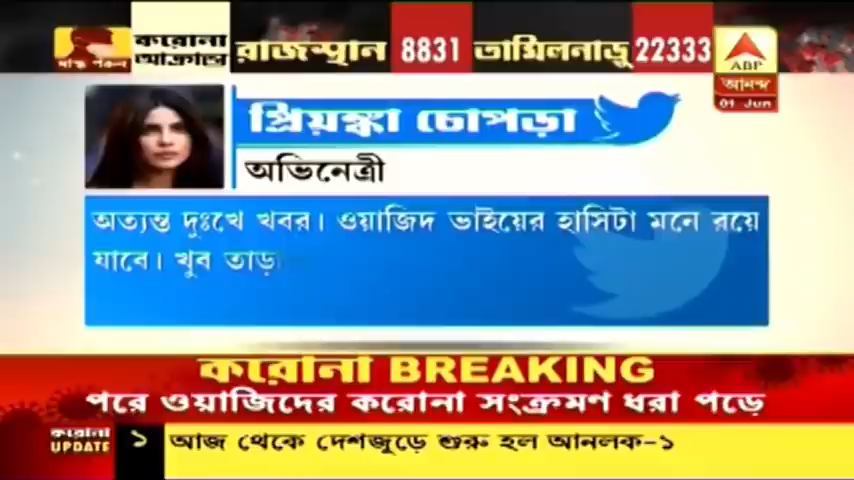 করোনা
আক্রান্ত
রাজস্থান 8831 তামিলনাড়ু 22333
ABP
আনন্দ
01 Jun
প্রিয়ঙ্কা চোপড়া
অভিনেত্রী
অত্যন্ত দুঃখে খবর। ওয়াজিদ ভাইয়ের হাসিটা মনে রয়ে
যাবে। খুব তাড়া
করোনা BREAKING
পরে ওয়াজিদের করোনা সংক্রমণ ধরা পড়ে
করোনা
UPDATE
১ আজ থেকে দেশজুড়ে শুরু হল আনলক-১